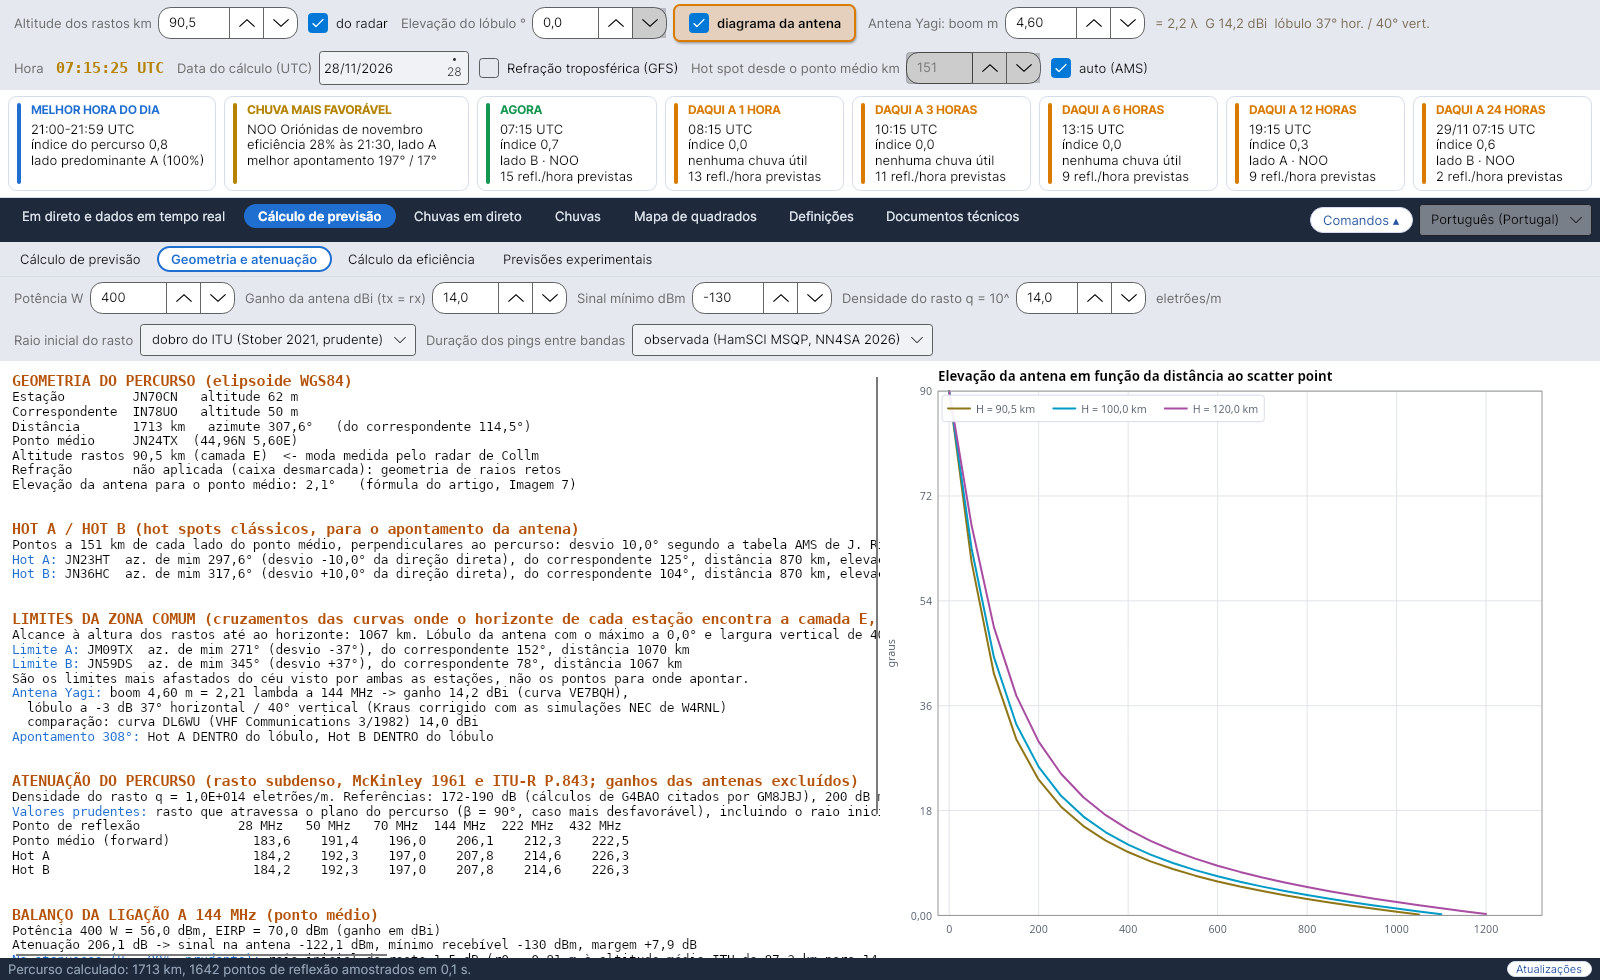 Altitude dos rastos km 90,5 do radar Elevação do lóbulo ° 0,0 diagrama da antena Antena Yagi: boom m 4,60 = 2,2 λ G 14,2 dBi lóbulo 37° hor. / 40° vert.
Hora 07:15:25 UTC Data do cálculo (UTC) 28/11/2026 28 Refração troposférica (GFS) Hot spot desde o ponto médio km 151 auto (AMS)
MELHOR HORA DO DIA
21:00-21:59 UTC
índice do percurso 0,8
lado predominante A (100%)
CHUVA MAIS FAVORÁVEL
NOO Oriónidas de novembro
eficiência 28% às 21:30, lado A
melhor apontamento 197° / 17°
AGORA
07:15 UTC
índice 0,7
lado B · NOO
15 refl./hora previstas
DAQUI A 1 HORA
08:15 UTC
índice 0,0
nenhuma chuva útil
13 refl./hora previstas
DAQUI A 3 HORAS
10:15 UTC
índice 0,0
nenhuma chuva útil
11 refl./hora previstas
DAQUI A 6 HORAS
13:15 UTC
índice 0,0
nenhuma chuva útil
9 refl./hora previstas
DAQUI A 12 HORAS
19:15 UTC
índice 0,3
lado A · NOO
9 refl./hora previstas
DAQUI A 24 HORAS
29/11 07:15 UTC
índice 0,6
lado B · NOO
2 refl./hora previstas
Em direto e dados em tempo real Cálculo de previsão Chuvas em direto Chuvas Mapa de quadrados Definições Documentos técnicos Comandos ▴ Português (Portugal)
Cálculo de previsão Geometria e atenuação Cálculo da eficiência Previsões experimentais
Potência W 400 Ganho da antena dBi (tx = rx) 14,0 Sinal mínimo dBm -130 Densidade do rasto q = 10^ 14,0 eletrões/m
Raio inicial do rasto dobro do ITU (Stober 2021, prudente) Duração dos pings entre bandas observada (HamSCI MSQP, NN4SA 2026)
GEOMETRIA DO PERCURSO (elipsoide WGS84)
Estação JN70CN altitude 62 m
Correspondente IN78UO altitude 50 m
Distância 1713 km azimute 307,6° (do correspondente 114,5°)
Ponto médio JN24TX (44,96N 5,60E)
Altitude rastos 90,5 km (camada E) <- moda medida pelo radar de Collm
Refração não aplicada (caixa desmarcada): geometria de raios retos
Elevação da antena para o ponto médio: 2,1° (fórmula do artigo, Imagem 7)
HOT A / HOT B (hot spots clássicos, para o apontamento da antena)
Pontos a 151 km de cada lado do ponto médio, perpendiculares ao percurso: desvio 10,0° segundo a tabela AMS de J.
Hot A: JN23HT az. de mim 297,6° (desvio -10,0° da direção direta), do correspondente 125°, distância 870 km,
Hot B: JN36HC az. de mim 317,6° (desvio +10,0° da direção direta), do correspondente 104°, distância 870 km,
LIMITES DA ZONA COMUM (cruzamentos das curvas onde o horizonte de cada estação encontra a camada E,
Alcance à altura dos rastos até ao horizonte: 1067 km. Lóbulo da antena com o máximo a 0,0° e largura vertical de
Limite A: JM09TX az. de mim 271° (desvio -37°), do correspondente 152°, distância 1070 km
Limite B: JN59DS az. de mim 345° (desvio +37°), do correspondente 78°, distância 1067 km
São os limites mais afastados do céu visto por ambas as estações, não os pontos para onde apontar.
Antena Yagi: boom 4,60 m = 2,21 lambda a 144 MHz -> ganho 14,2 dBi (curva VE7BQH),
lóbulo a -3 dB 37° horizontal / 40° vertical (Kraus corrigido com as simulações NEC de W4RNL)
comparação: curva DL6WU (VHF Communications 3/1982) 14,0 dBi
Apontamento 308°: Hot A DENTRO do lóbulo, Hot B DENTRO do lóbulo
ATENUAÇÃO DO PERCURSO (rasto subdenso, McKinley 1961 e ITU-R P.843; ganhos das antenas excluídos)
Densidade do rasto q = 1,0E+014 eletrões/m. Referências: 172-190 dB (cálculos de G4BAO citados por GM8JBJ), 200 dB
Valores prudentes: rasto que atravessa o plano do percurso (β = 90°, caso mais desfavorável), incluindo o raio
Ponto de reflexão 28 MHz 50 MHz 70 MHz 144 MHz 222 MHz 432 MHz
Ponto médio (forward) 183,6 191,4 196,0 206,1 212,3 222,5
Hot A 184,2 192,3 197,0 207,8 214,6 226,3
Hot B 184,2 192,3 197,0 207,8 214,6 226,3
BALANÇO DA LIGAÇÃO A 144 MHz (ponto médio)
Potência 400 W = 56,0 dBm, EIRP = 70,0 dBm (ganho em dBi)
Atenuação 206,1 dB -> sinal na antena -122,1 dBm, mínimo recebível -130 dBm, margem +7,9 dB
Elevação da antena em função da distância ao scatter point
H = 90,5 km H = 100,0 km H = 120,0 km
90
72
54
36
18
0,00
graus
0 200 400 600 800 1000 1200
Percurso calculado: 1713 km, 1642 pontos de reflexão amostrados em 0,1 s. Atualizações